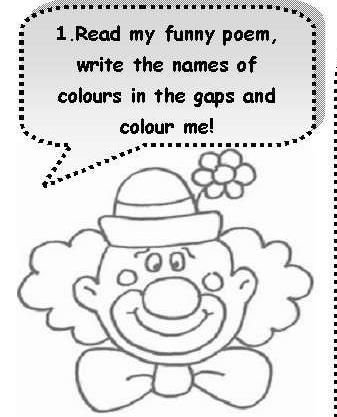 1.Read my funny poem,
write the names of
colours in the gaps and
colour me!